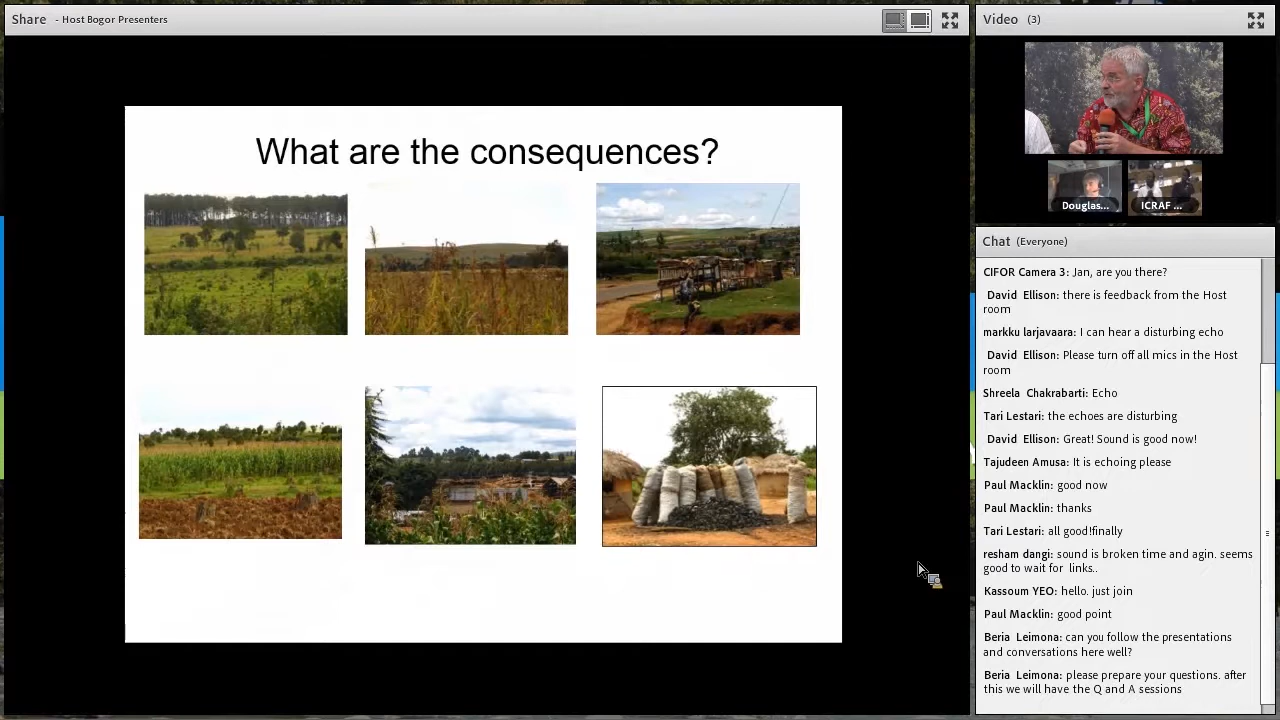 Share - Host Bogor Presenters
What are the consequences?
Video (3)
Douglas...
ICRAF ...
Chat (Everyone)
CIFOR Camera 3: Jan, are you there?
David Ellison: there is feedback from the Host
room
markku larjavaara: I can hear a disturbing echo
David Ellison: Please turn off all mics in the Host
room
Shreela Chakrabarti: Echo
Tari Lestari: the echoes are disturbing
David Ellison: Great! Sound is good now!
Tajudeen Amusa: It is echoing please
Paul Macklin: good now
Paul Macklin: thanks
Tari Lestari: all good!finally
resham dangi: sound is broken time and agin. seems
good to wait for links..
Kassoum YEO: hello. just join
Paul Macklin: good point
Beria Leimona: can you follow the presentations
and conversations here well?
Beria Leimona: please prepare your questions. after
this we will have the Q and A sessions